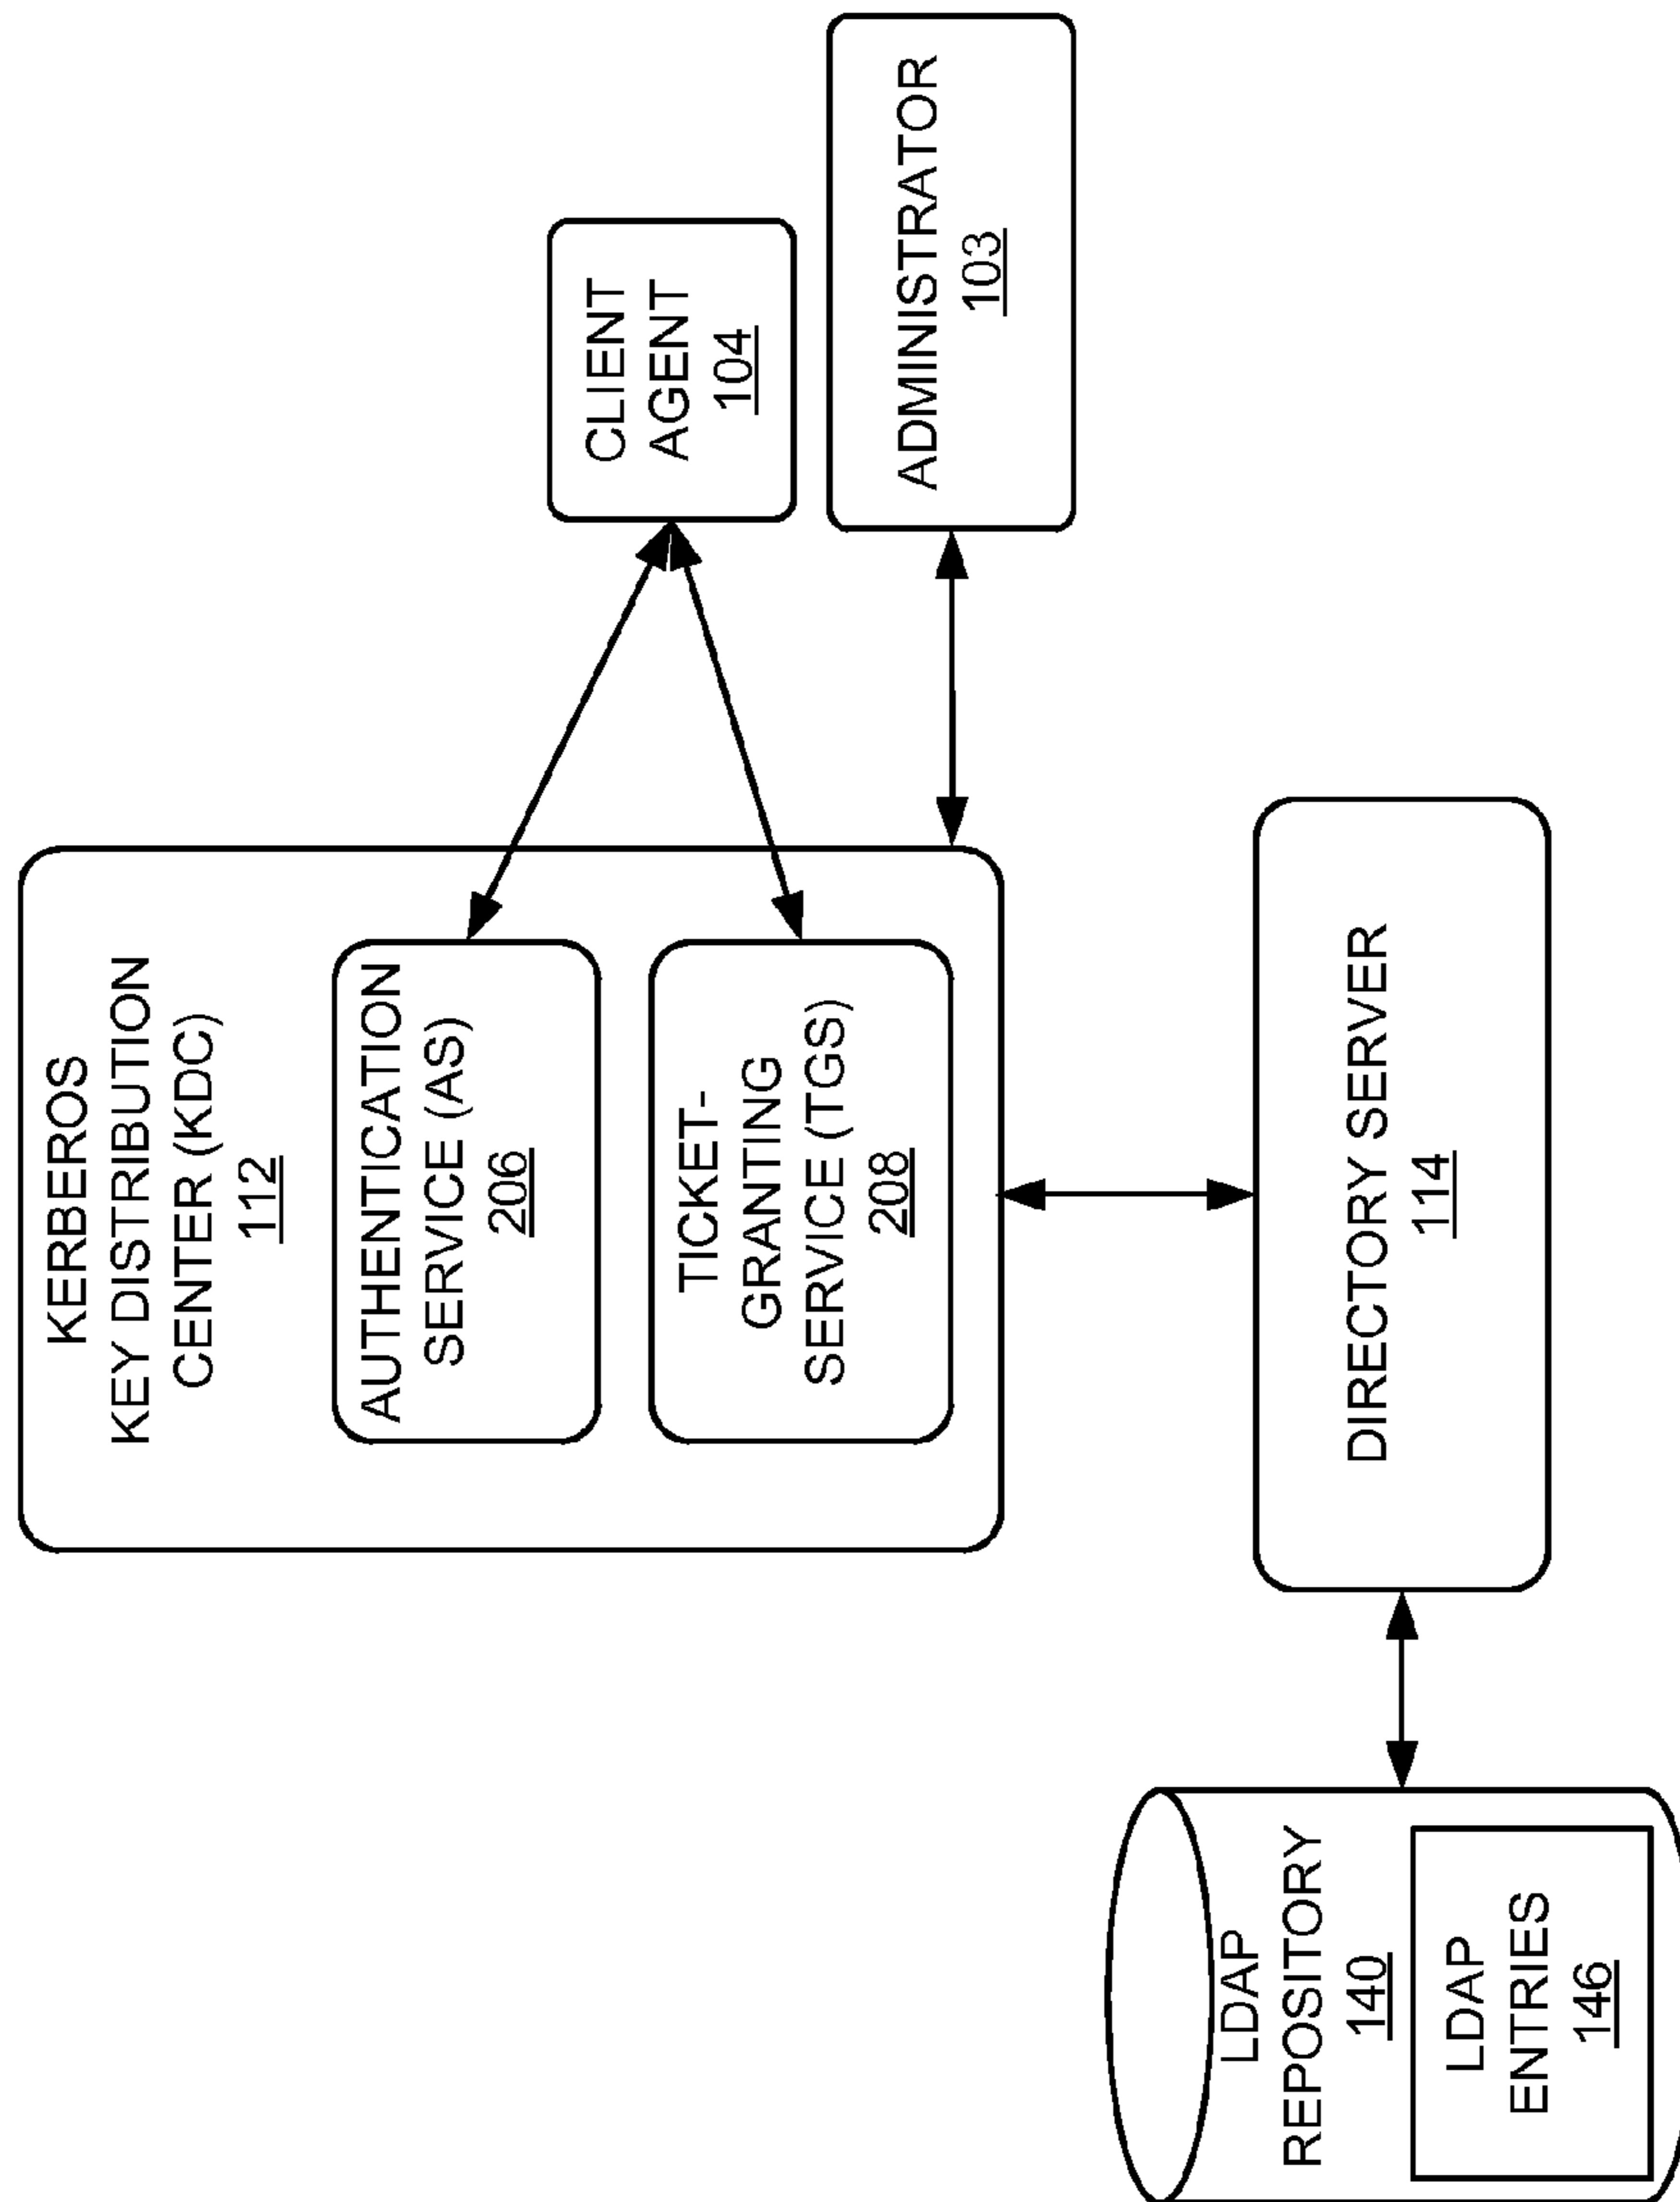 KERBEROS
KEY DISTRIBUTION
CENTER (KDC)
112
AUTHENTICATION
SERVICE (AS)
206
TICKET-
GRANTING
SERVICE (TGS)
208
CLIENT
AGENT
104
ADMINISTRATOR
103
LDAP
REPOSITORY
140
LDAP
ENTRIES
146
DIRECTORY SERVER
114